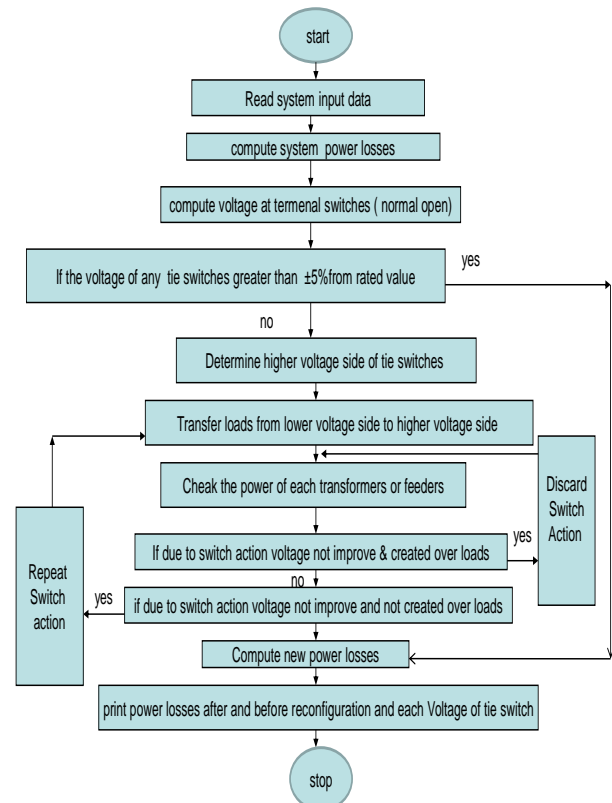 start
Read system input data
compute system power losses
compute voltage at termenal switches ( normal open)
If the voltage of any tie switches greater than ±5%from rated value
yes
no
Determine higher voltage side of tie switches
Transfer loads from lower voltage side to higher voltage side
Cheak the power of each transformers or feeders
Discard
Switch
Action
If due to switch action voltage not improve & created over loads
yes
no
Repeat
Switch
action
yes
if due to switch action voltage not improve and not created over loads
Compute new power losses
print power losses after and before reconfiguration and each Voltage of tie switch
stop